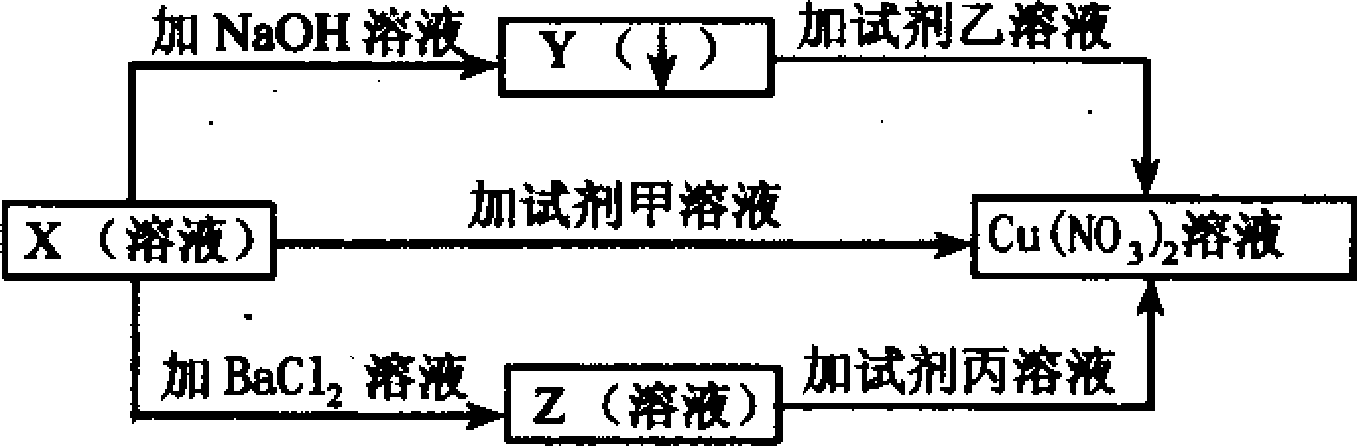 加 NaOH 溶液
Y（↓）
加试剂乙溶液
X（溶液）
加试剂甲溶液
Cu(NO₃)₂溶液
加 BaCl₂ 溶液
Z（溶液）
加试剂丙溶液